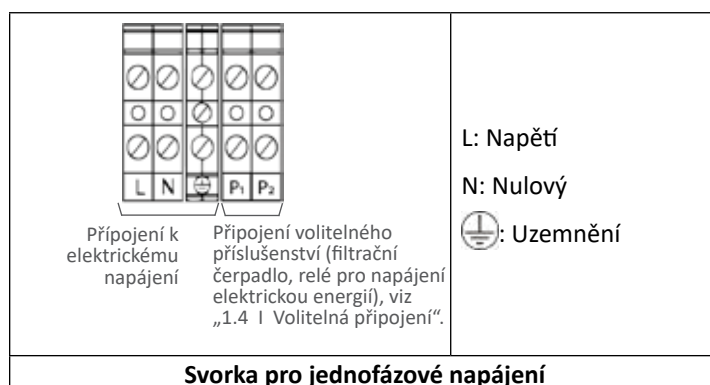 L N P₁ P₂
Přípojení k
elektrickému
napájení
Připojení volitelného
příslušenství (filtrační
čerpadlo, relé pro napájení
elektrickou energií), viz
„1.4 I Volitelná připojení“.
L: Napětí
N: Nulový
: Uzemnění
Svorka pro jednofázové napájení